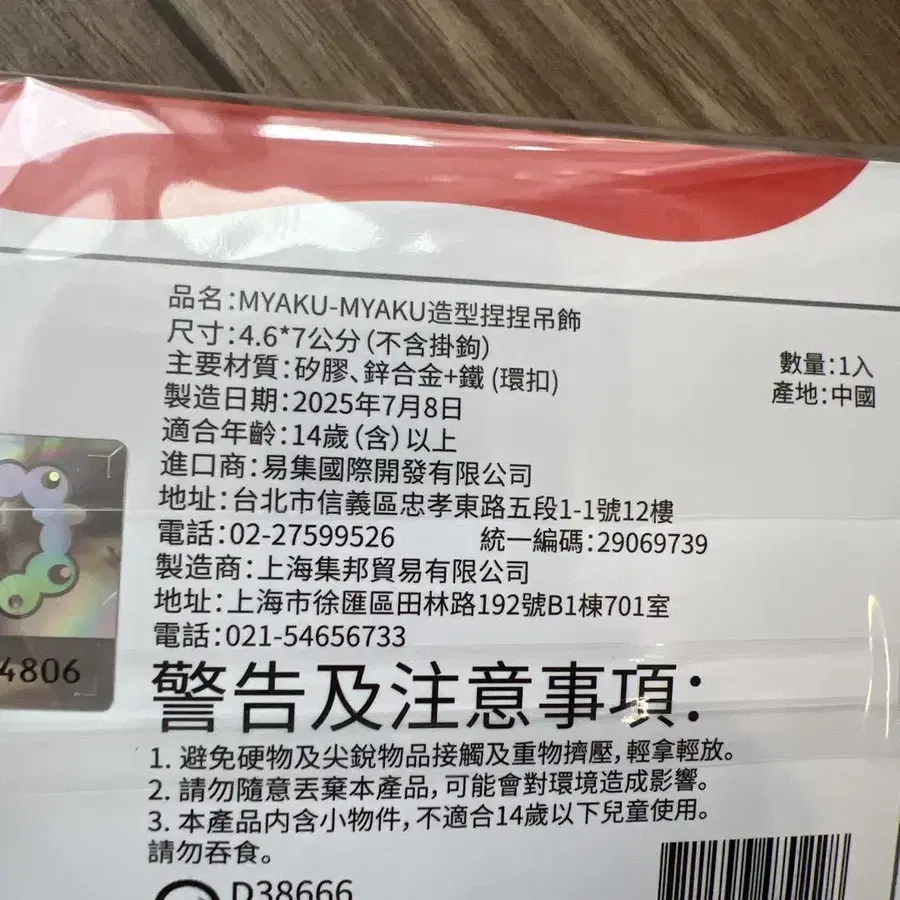 品名:MYAKU-MYAKU造型捏捏吊飾
尺寸:4.6*7公分(不含掛鉤)
數量:1入
主要材質:矽膠、鋅合金+鐵 (環扣)
產地:中國
製造日期:2025年7月8日
適合年齡:14歲(含)以上
進口商:易集國際開發有限公司
地址:台北市信義區忠孝東路五段1-1號12樓
電話:02-27599526 統一編碼:29069739
製造商:上海集邦貿易有限公司
地址:上海市徐匯區田林路192號B1棟701室
電話:021-54656733
4806
警告及注意事項:
1. 避免硬物及尖銳物品接觸及重物擠壓,輕拿輕放。
2. 請勿隨意丟棄本產品,可能會對環境造成影響。
3. 本產品內含小物件,不適合14歲以下兒童使用。
請勿吞食。
D38666